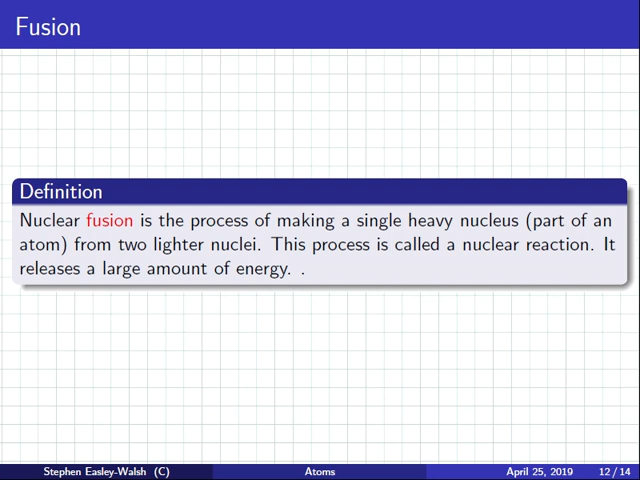 Fusion
Definition
Nuclear fusion is the process of making a single heavy nucleus (part of an
atom) from two lighter nuclei. This process is called a nuclear reaction. It
releases a large amount of energy. .
Stephen Easley-Walsh (C) Atoms April 25, 2019 12 / 14